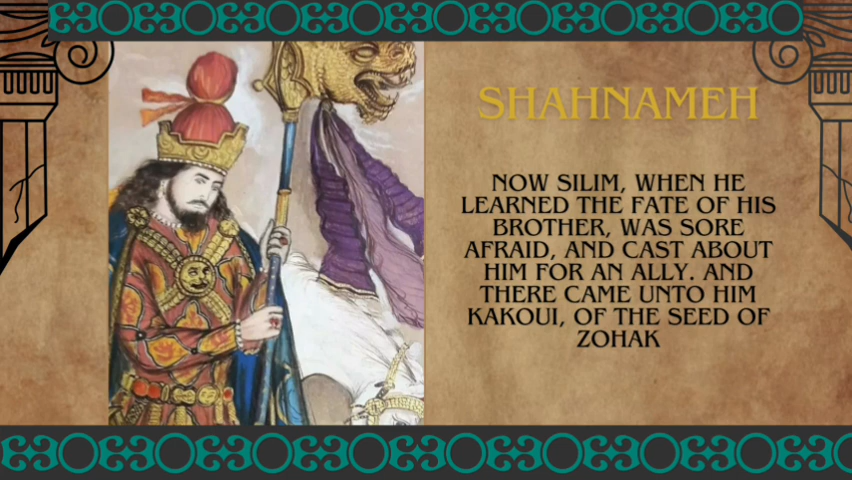 SHAHNAMEH
NOW SILIM, WHEN HE
LEARNED THE FATE OF HIS
BROTHER, WAS SORE
AFRAID, AND CAST ABOUT
HIM FOR AN ALLY. AND
THERE CAME UNTO HIM
KAKOUI, OF THE SEED OF
ZOHAK